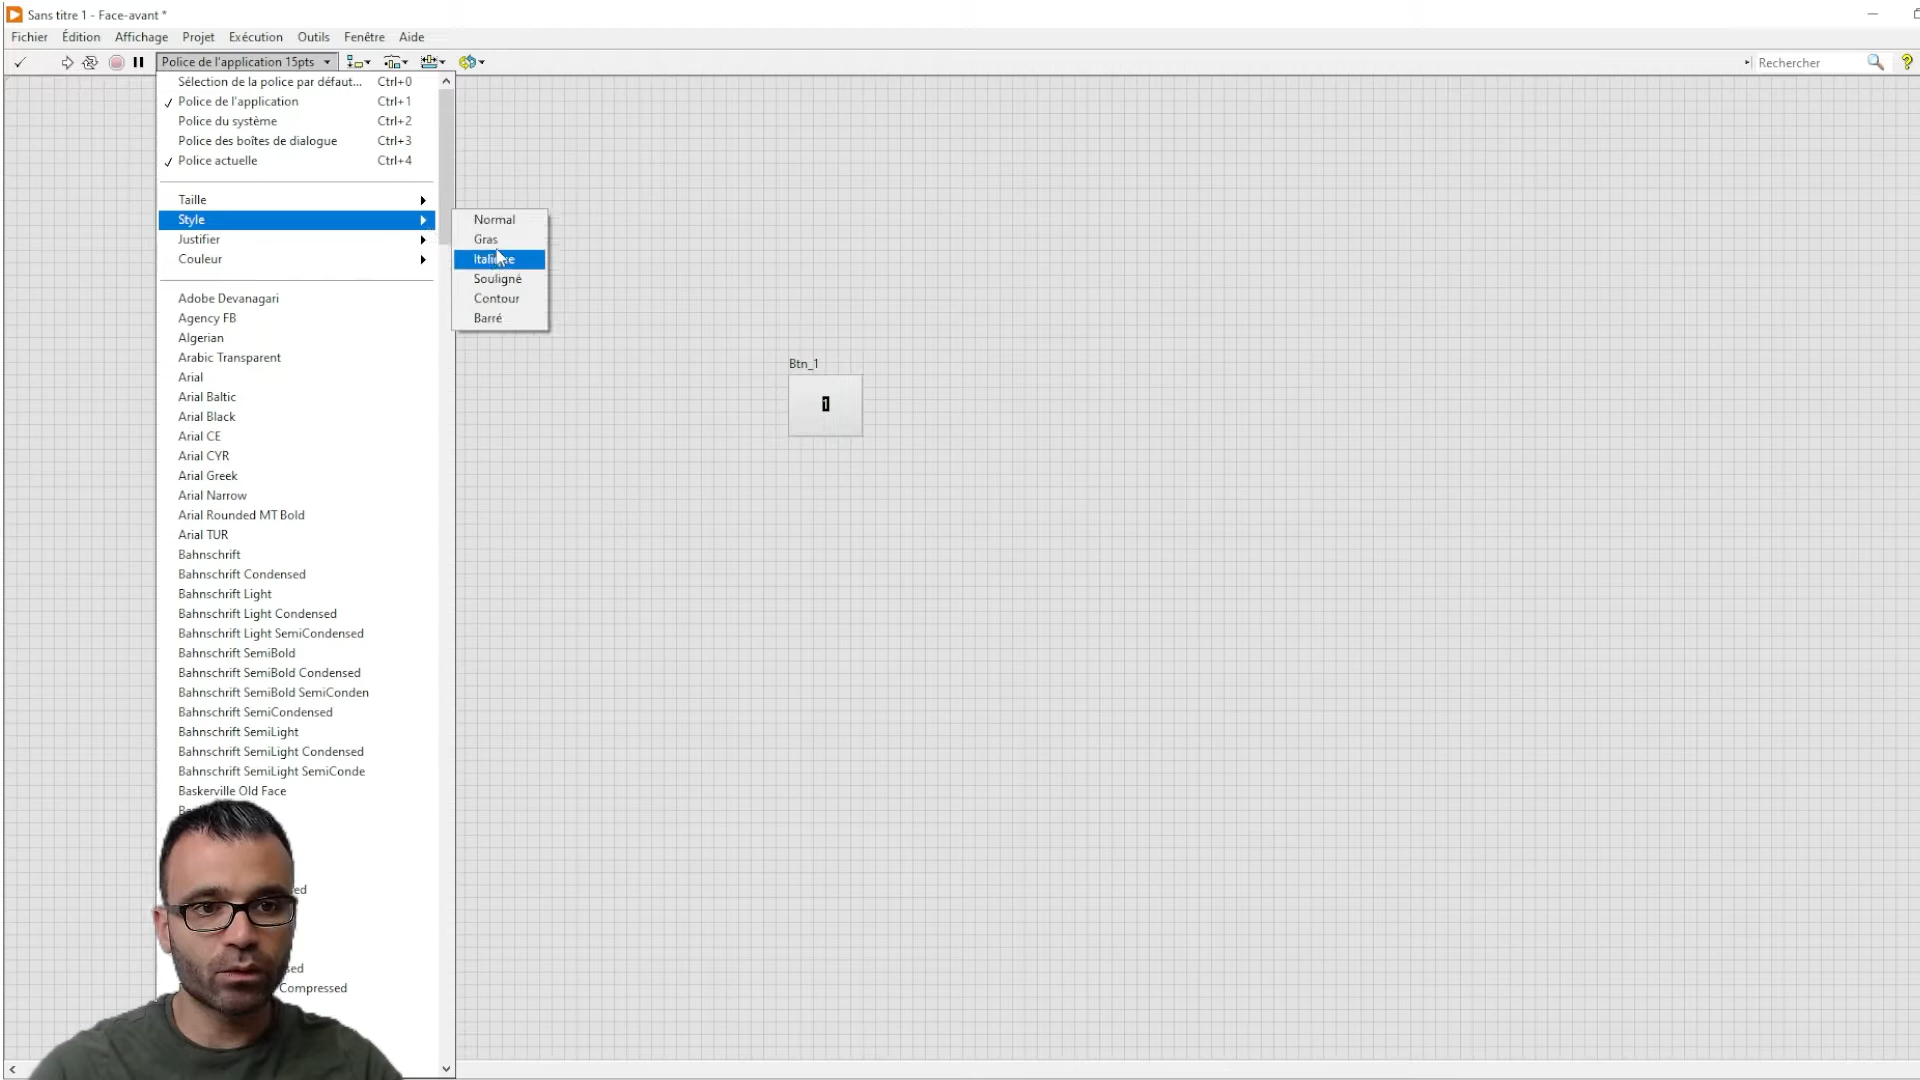 Sans titre 1 - Face-avant *
Fichier Édition Affichage Projet Exécution Outils Fenêtre Aide
Police de l'application 15pts
Rechercher
Sélection de la police par défaut... Ctrl+0
✓ Police de l'application Ctrl+1
Police du système Ctrl+2
Police des boîtes de dialogue Ctrl+3
✓ Police actuelle Ctrl+4
Taille
Style
Justifier
Couleur
Normal
Gras
Italique
Souligné
Contour
Barré
Adobe Devanagari
Agency FB
Algerian
Arabic Transparent
Arial
Arial Baltic
Arial Black
Arial CE
Arial CYR
Arial Greek
Arial Narrow
Arial Rounded MT Bold
Arial TUR
Bahnschrift
Bahnschrift Condensed
Bahnschrift Light
Bahnschrift Light Condensed
Bahnschrift Light SemiCondensed
Bahnschrift SemiBold
Bahnschrift SemiBold Condensed
Bahnschrift SemiBold SemiConden
Bahnschrift SemiCondensed
Bahnschrift SemiLight
Bahnschrift SemiLight Condensed
Bahnschrift SemiLight SemiConde
Baskerville Old Face
Compressed
Btn_1
1